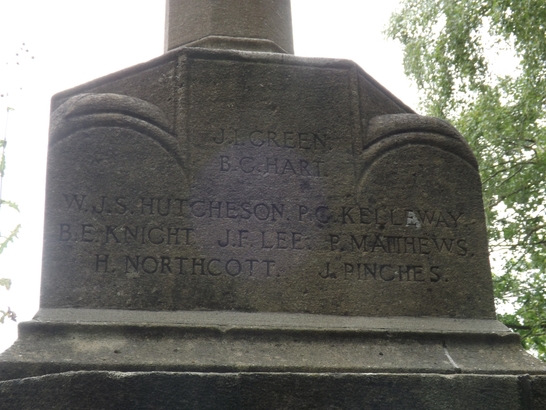 J.I. GREEN.
B.G. HART.
W.J.S. HUTCHESON. P.G. KELLAWAY.
B.E. KNIGHT. J.F. LEE. P. MATTHEWS.
H. NORTHCOTT. J. PINCHES.